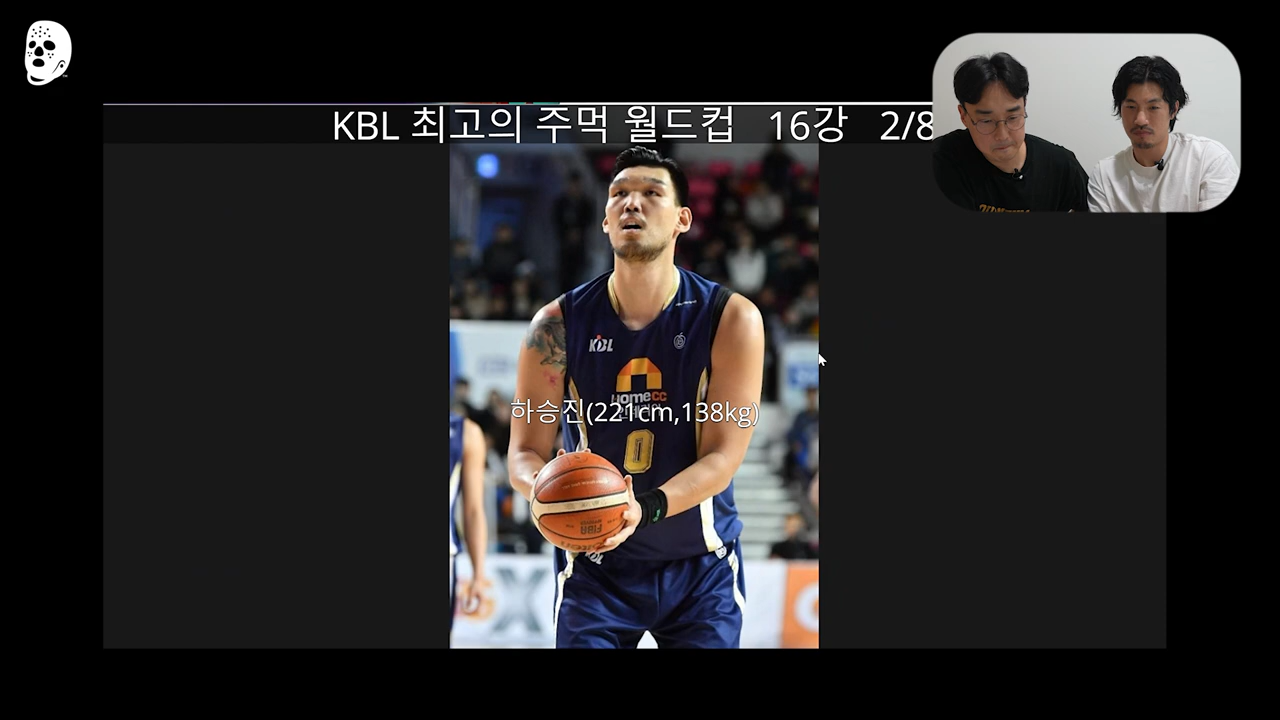 KBL 최고의 주먹 월드컵 16강 2/8
KBL
Homecc
하승진(221cm,138kg)
0
FIBA
KBL
X